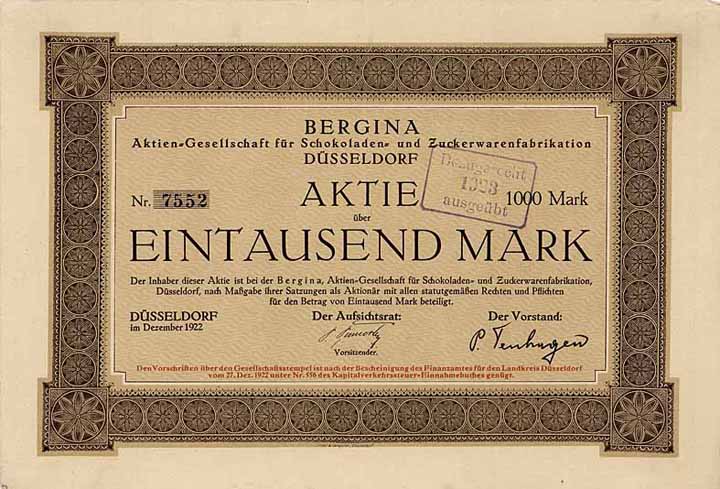 BERGINA
Aktien-Gesellschaft für Schokoladen- und Zuckerwarenfabrikation
DÜSSELDORF
Bezugsrecht
1923
ausgeübt
Nr. 7552 AKTIE 1000 Mark
über
EINTAUSEND MARK
Der Inhaber dieser Aktie ist bei der Bergina, Aktien-Gesellschaft für Schokoladen- und Zuckerwarenfabrikation,
Düsseldorf, nach Maßgabe ihrer Satzungen als Aktionär mit allen statutgemäßen Rechten und Pflichten
für den Betrag von Eintausend Mark beteiligt.
DÜSSELDORF Der Aufsichtsrat: Der Vorstand:
im Dezember 1922
P. Tenhagen
Vorsitzender.
Den Vorschriften über den Gesellschaftsstempel ist nach der Bescheinigung des Finanzamtes für den Landkreis Düsseldorf
vom 27. Dez. 1922 unter Nr. 556 des Kapitalverkehrssteuer-Einnahmebuches genügt.